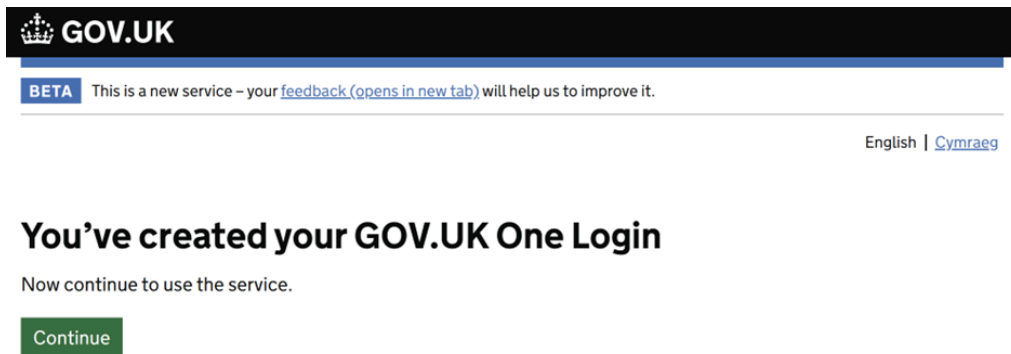 GOV.UK
BETA This is a new service – your feedback (opens in new tab) will help us to improve it.
English | Cymraeg
You’ve created your GOV.UK One Login
Now continue to use the service.
Continue